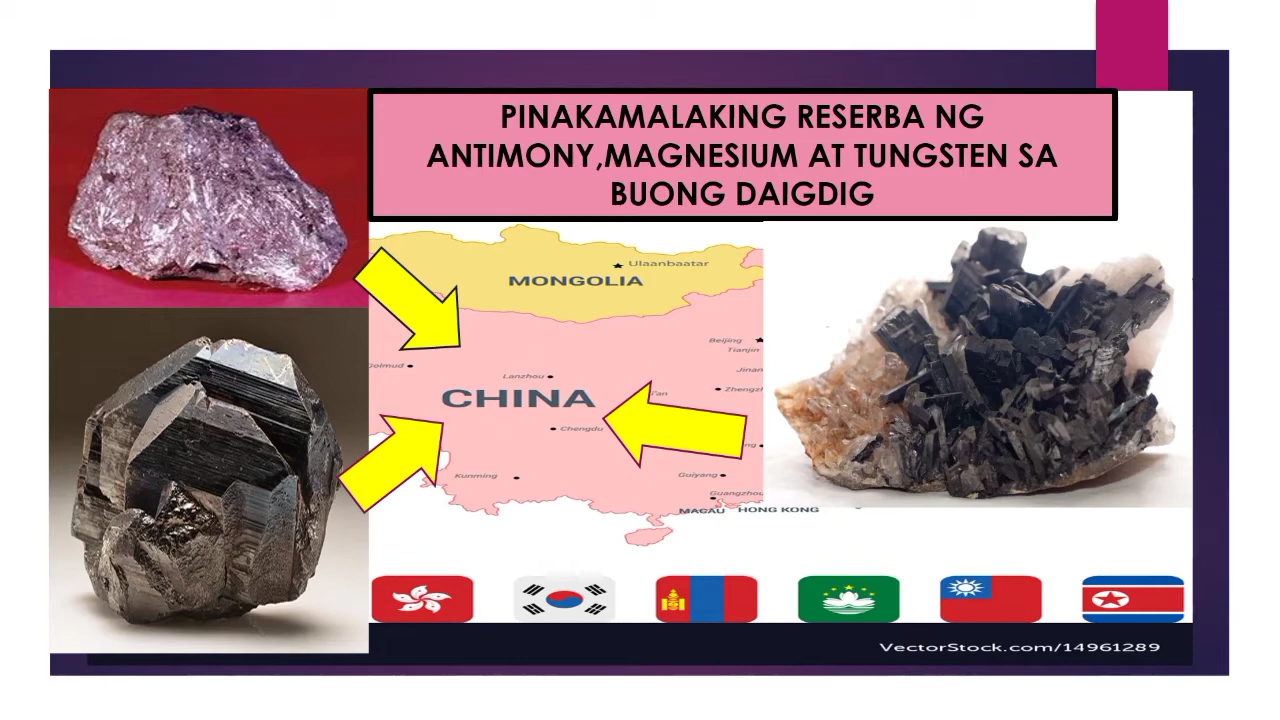 PINAKAMALAKING RESERBA NG
ANTIMONY,MAGNESIUM AT TUNGSTEN SA
BUONG DAIGDIG
Ulaanbaatar
MONGOLIA
Beijing
Tianjin
Golmud
Lanzhou
Jinan
CHINA
Chengdu
Kunming
Guiyang
Guangzhou
MACAU
HONG KONG
VectorStock.com/14961289